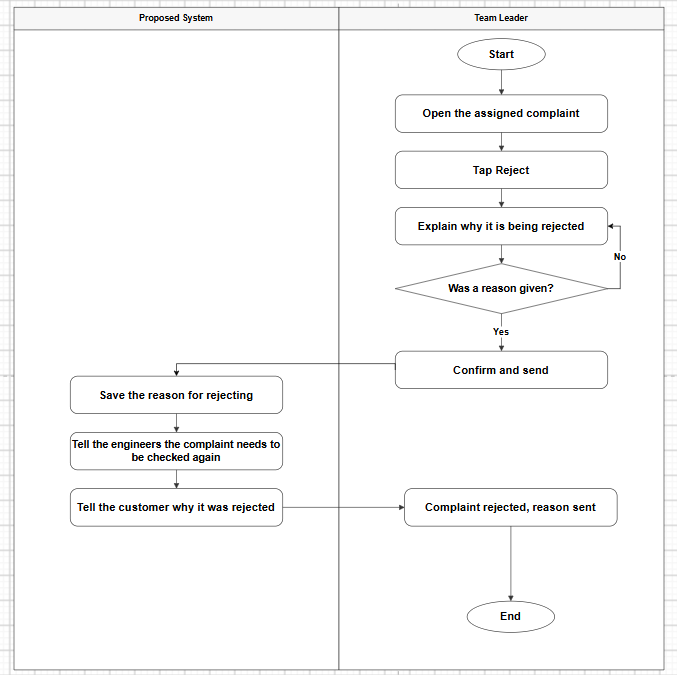 Proposed System
Team Leader
Start
Open the assigned complaint
Tap Reject
Explain why it is being rejected
No
Was a reason given?
Yes
Confirm and send
Save the reason for rejecting
Tell the engineers the complaint needs to
be checked again
Tell the customer why it was rejected
Complaint rejected, reason sent
End